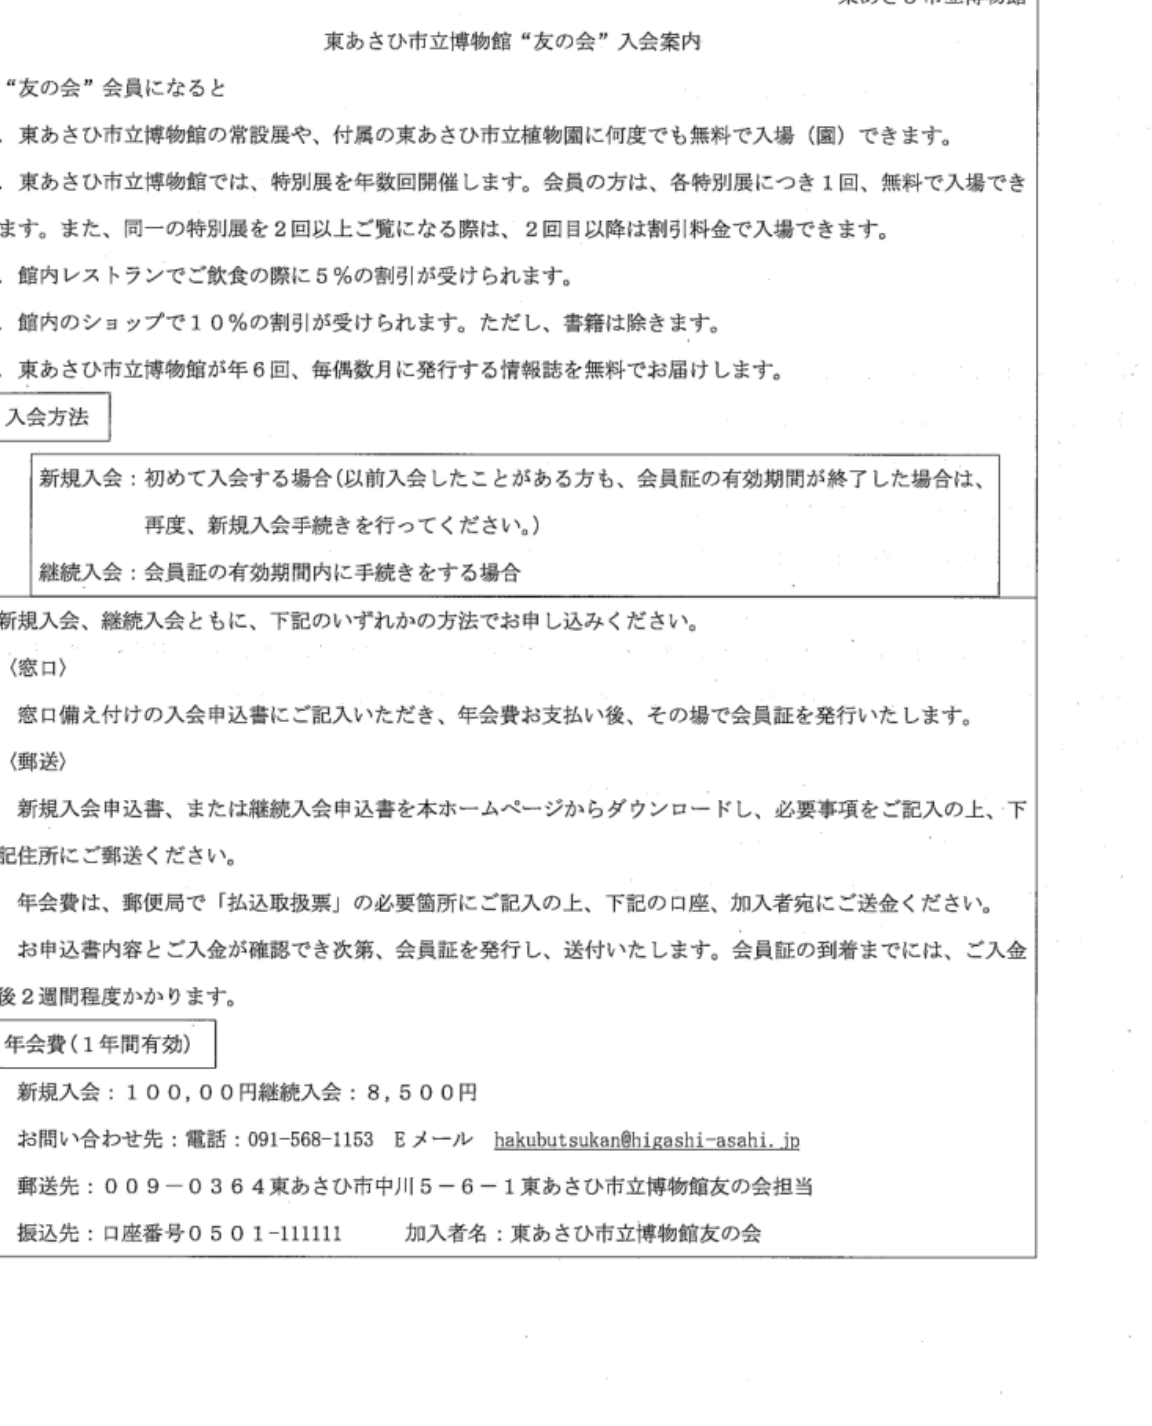 東あさひ市立博物館
東あさひ市立博物館“友の会”入会案内
“友の会”会員になると
. 東あさひ市立博物館の常設展や、付属の東あさひ市立植物園に何度でも無料で入場（園）できます。
. 東あさひ市立博物館では、特別展を年数回開催します。会員の方は、各特別展につき１回、無料で入場でき
ます。また、同一の特別展を２回以上ご覧になる際は、２回目以降は割引料金で入場できます。
. 館内レストランでご飲食の際に５％の割引が受けられます。
. 館内のショップで１０％の割引が受けられます。ただし、書籍は除きます。
. 東あさひ市立博物館が年６回、毎偶数月に発行する情報誌を無料でお届けします。
入会方法
新規入会：初めて入会する場合(以前入会したことがある方も、会員証の有効期間が終了した場合は、
再度、新規入会手続きを行ってください。)
継続入会：会員証の有効期間内に手続きをする場合
新規入会、継続入会ともに、下記のいずれかの方法でお申し込みください。
〈窓口〉
窓口備え付けの入会申込書にご記入いただき、年会費お支払い後、その場で会員証を発行いたします。
〈郵送〉
新規入会申込書、または継続入会申込書を本ホームページからダウンロードし、必要事項をご記入の上、下
記住所にご郵送ください。
年会費は、郵便局で「払込取扱票」の必要箇所にご記入の上、下記の口座、加入者宛にご送金ください。
お申込書内容とご入金が確認でき次第、会員証を発行し、送付いたします。会員証の到着までには、ご入金
後２週間程度かかります。
年会費(１年間有効)
新規入会：１００,００円継続入会：８,５００円
お問い合わせ先：電話：091-568-1153　Eメール　hakubutsukan@higashi-asahi.jp
郵送先：００９－０３６４東あさひ市中川５－６－１東あさひ市立博物館友の会担当
振込先：口座番号０５０１-111111　　　加入者名：東あさひ市立博物館友の会